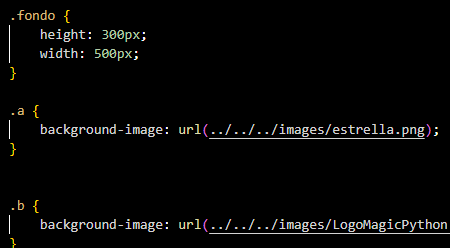 .fondo {
height: 300px;
width: 500px;
}
.a {
background-image: url(../../../images/estrella.png);
}
.b {
background-image: url(../../../images/LogoMagicPython
}